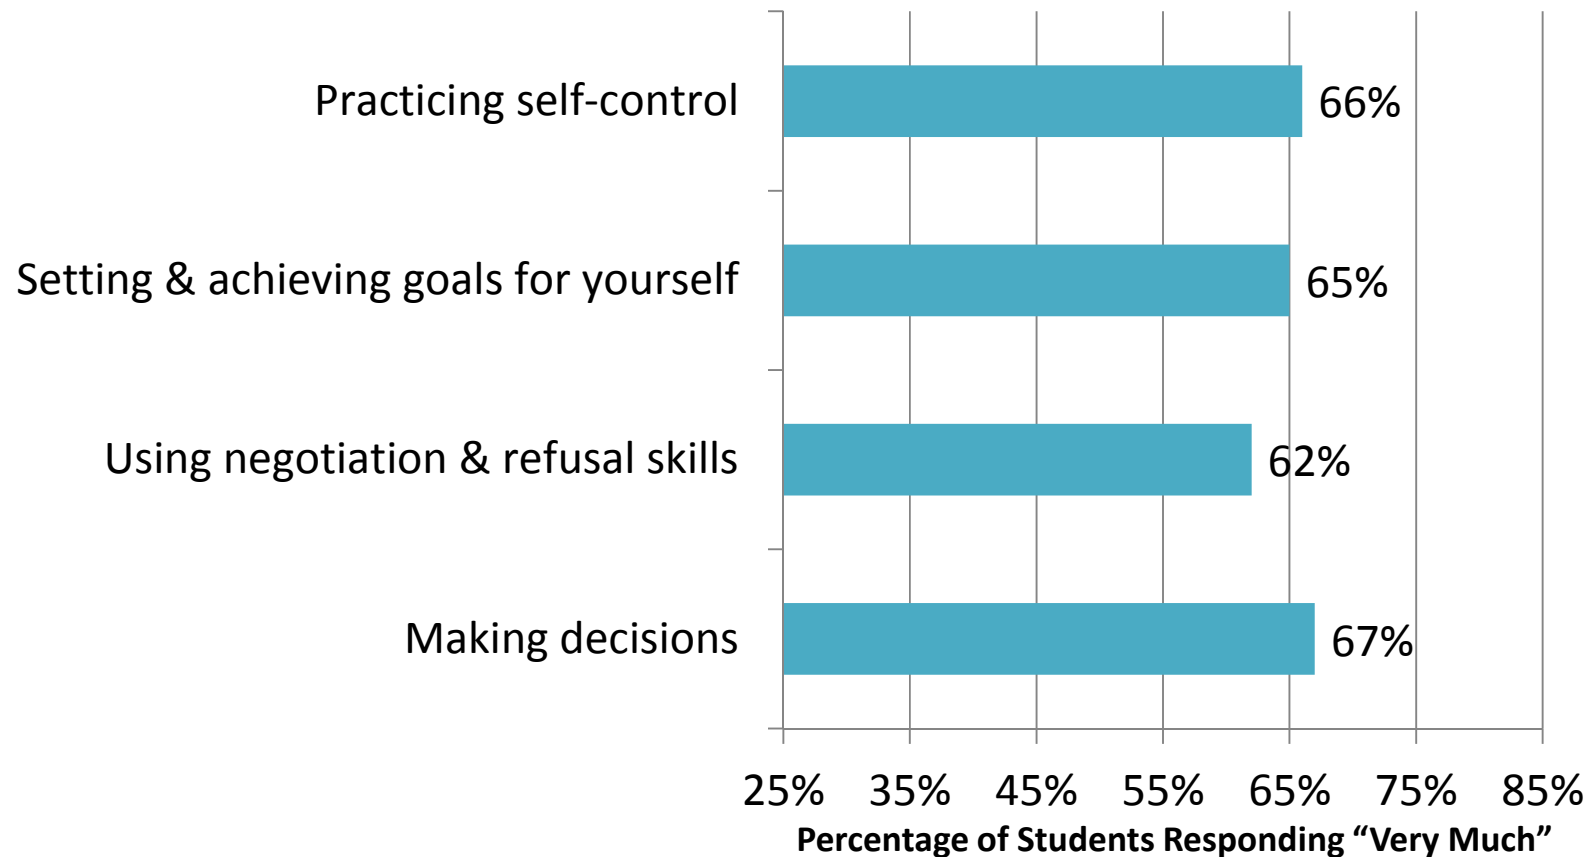 Practicing self-control
66%
Setting & achieving goals for yourself
65%
Using negotiation & refusal skills
62%
Making decisions
67%
25% 35% 45% 55% 65% 75% 85%
Percentage of Students Responding “Very Much”